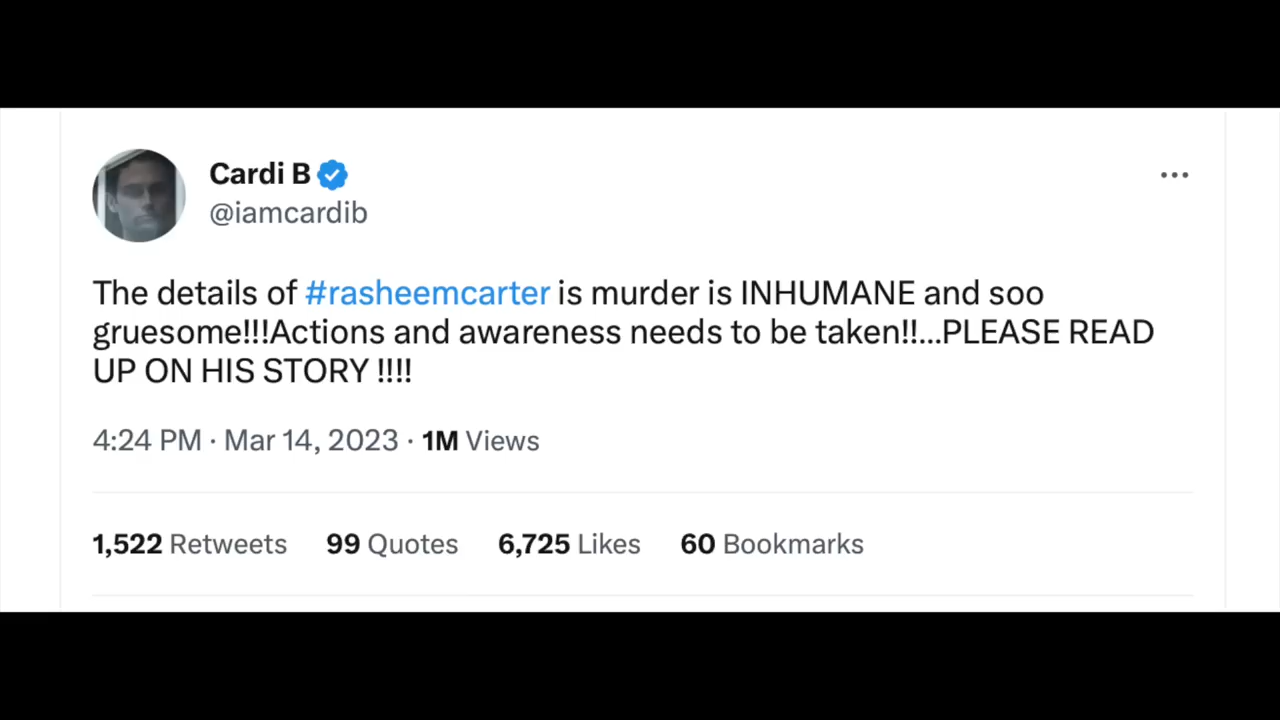 Cardi B
@iamcardib
The details of #rasheemcarter is murder is INHUMANE and soo
gruesome!!!Actions and awareness needs to be taken!!...PLEASE READ
UP ON HIS STORY !!!!
4:24 PM · Mar 14, 2023 · 1M Views
1,522 Retweets 99 Quotes 6,725 Likes 60 Bookmarks